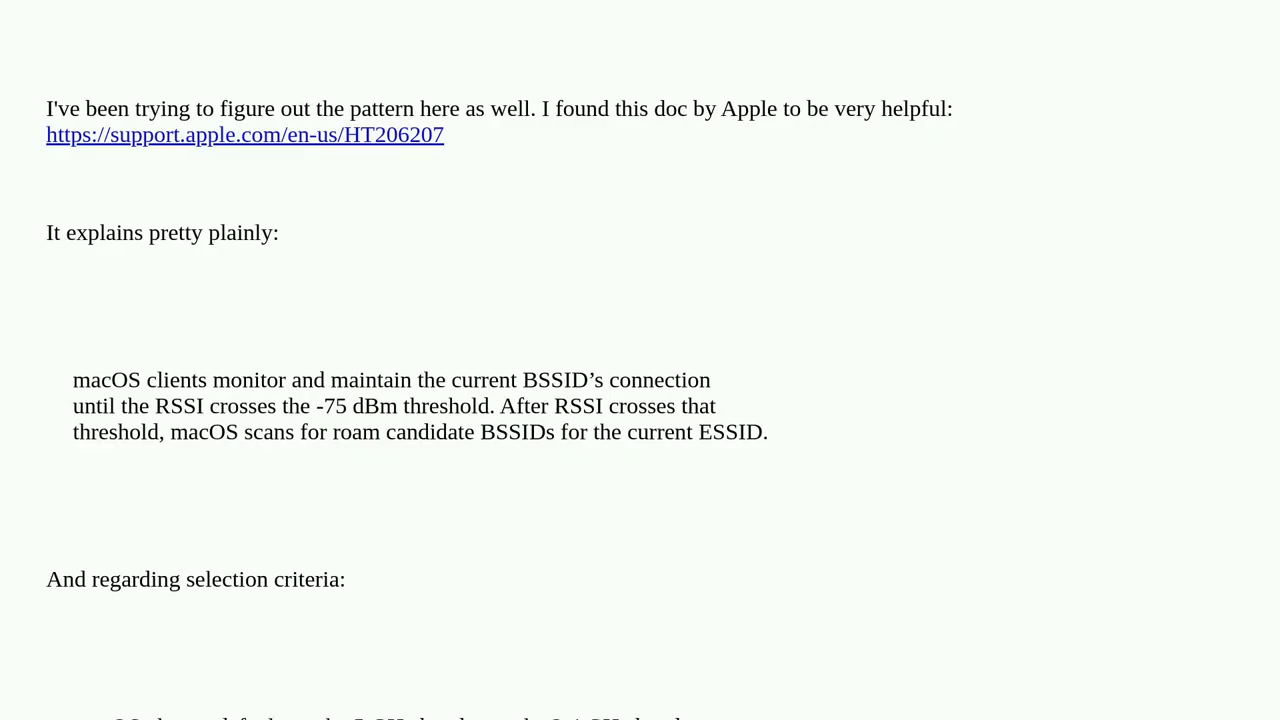 I've been trying to figure out the pattern here as well. I found this doc by Apple to be very helpful:
https://support.apple.com/en-us/HT206207
It explains pretty plainly:
macOS clients monitor and maintain the current BSSID’s connection
until the RSSI crosses the -75 dBm threshold. After RSSI crosses that
threshold, macOS scans for roam candidate BSSIDs for the current ESSID.
And regarding selection criteria: